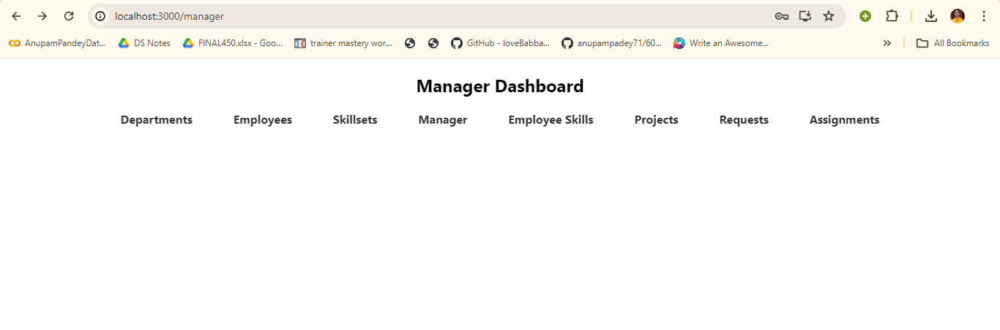 localhost:3000/manager
AnupamPandeyDat... DS Notes FINAL450.xlsx - Goo... trainer mastery wor... GitHub - loveBabba... anupampadey71/60... Write an Awesome... » All Bookmarks
Manager Dashboard
Departments Employees Skillsets Manager Employee Skills Projects Requests Assignments